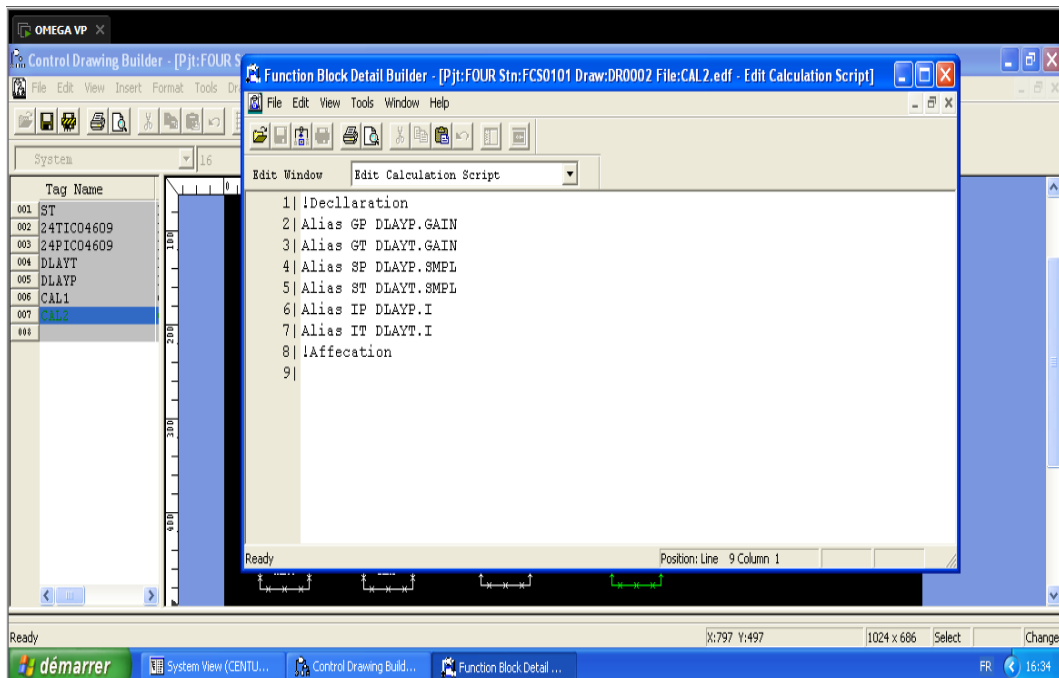 OMEGA VP
Control Drawing Builder - [Pjt:FOUR S
File Edit View Insert Format Tools Dr
System
16
Tag Name
001 ST
002 24TIC04609
003 24PIC04609
004 DLAYT
005 DLAYP
006 CAL1
007 CAL2
008
0
100
200
300
400
Function Block Detail Builder - [Pjt:FOUR Stn:FCS0101 Draw:DR0002 File:CAL2.edf - Edit Calculation Script]
File Edit View Tools Window Help
Edit Window Edit Calculation Script
1| !Decllaration
2| Alias GP DLAYP.GAIN
3| Alias GT DLAYT.GAIN
4| Alias SP DLAYP.SMPL
5| Alias ST DLAYT.SMPL
6| Alias IP DLAYP.I
7| Alias IT DLAYT.I
8| !Affecation
9|
Ready Position: Line 9 Column 1
Ready X:797 Y:497 1024 x 686 Select Change
démarrer System View (CENTU... Control Drawing Build... Function Block Detail ... FR 16:34